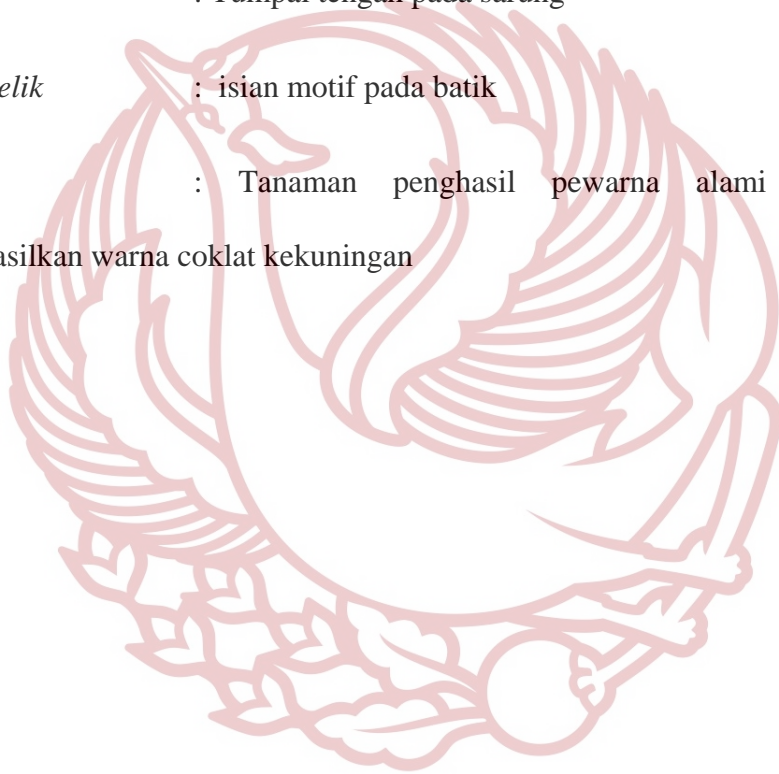 : Tumpal tengah pada sarung
elik : isian motif pada batik
: Tanaman penghasil pewarna alami
asilkan warna coklat kekuningan